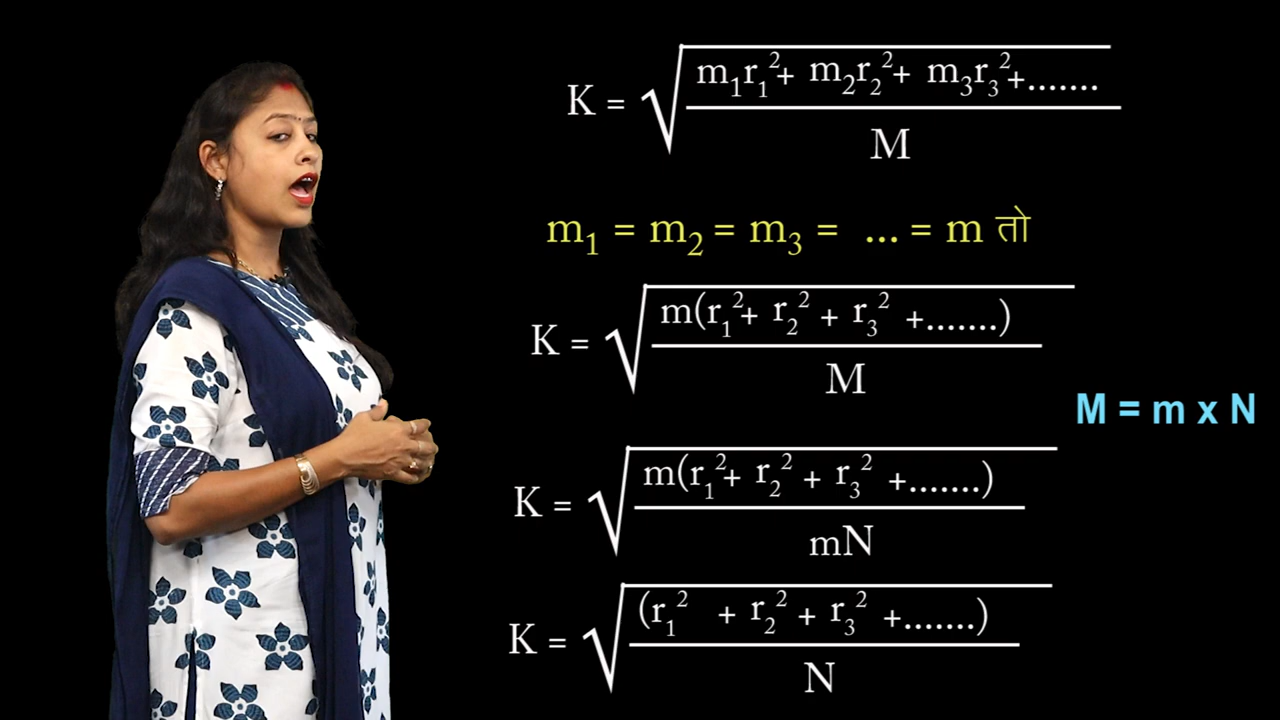 K = √((m₁r₁² + m₂r₂² + m₃r₃² + .......) / M)
m₁ = m₂ = m₃ = ... = m तो
K = √(m(r₁² + r₂² + r₃² + .......) / M)
M = m x N
K = √(m(r₁² + r₂² + r₃² + .......) / mN)
K = √((r₁² + r₂² + r₃² + .......) / N)